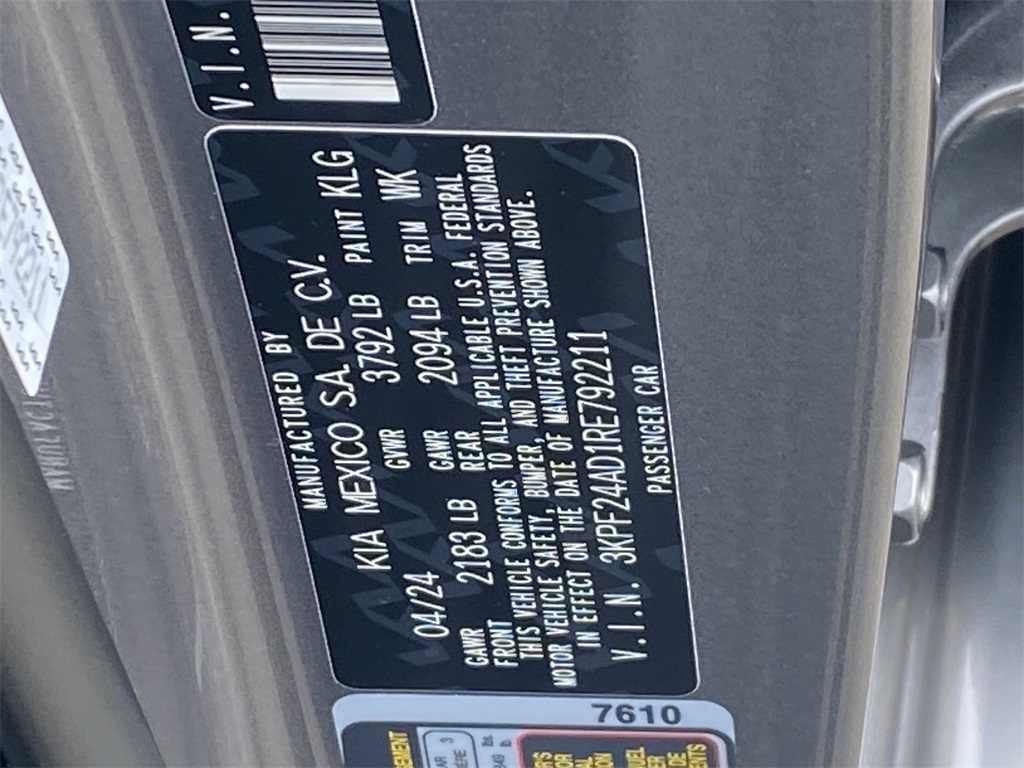 V.I.N.
MANUFACTURED BY
KIA MEXICO S.A. DE C.V.
04/24 GVWR 3792 LB PAINT KLG
GAWR FRONT 2183 LB GAWR REAR 2094 LB TRIM WK
THIS VEHICLE CONFORMS TO ALL APPLICABLE U.S.A. FEDERAL
MOTOR VEHICLE SAFETY, BUMPER, AND THEFT PREVENTION STANDARDS
IN EFFECT ON THE DATE OF MANUFACTURE SHOWN ABOVE.
V.I.N. 3KPF24AD1RE792211
PASSENGER CAR
7610